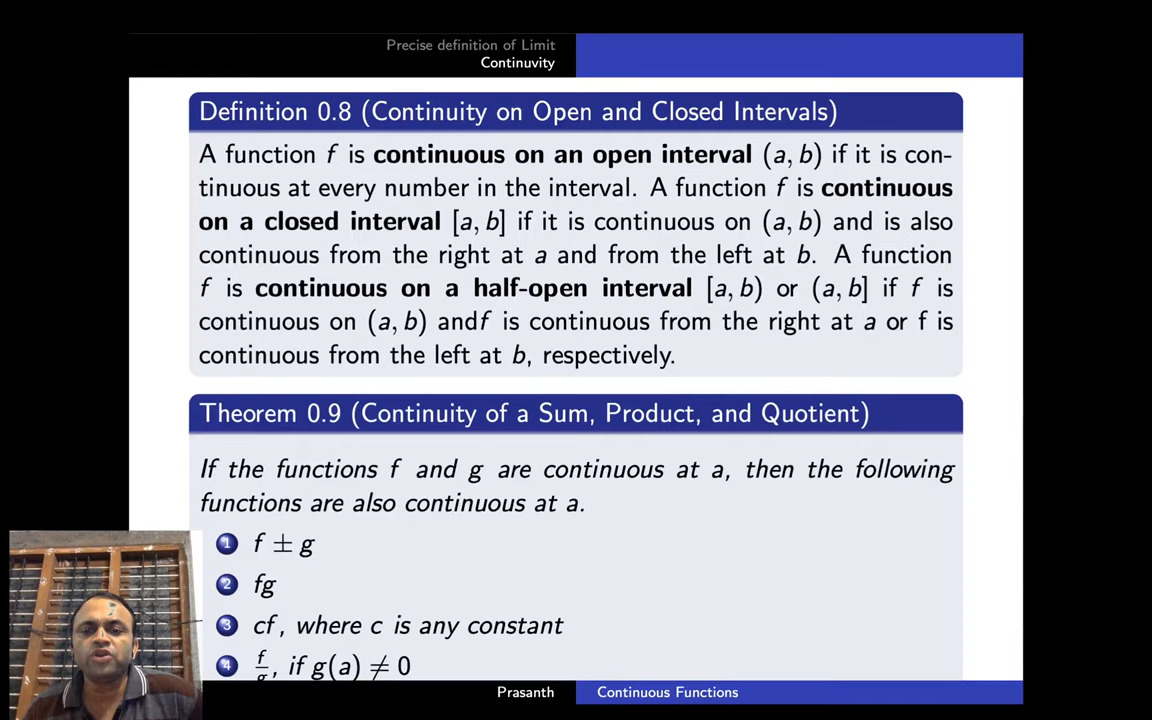 Precise definition of Limit
Continuvity
Definition 0.8 (Continuity on Open and Closed Intervals)
A function f is continuous on an open interval (a, b) if it is con-
tinuous at every number in the interval. A function f is continuous
on a closed interval [a, b] if it is continuous on (a, b) and is also
continuous from the right at a and from the left at b. A function
f is continuous on a half-open interval [a, b) or (a, b] if f is
continuous on (a, b) andf is continuous from the right at a or f is
continuous from the left at b, respectively.
Theorem 0.9 (Continuity of a Sum, Product, and Quotient)
If the functions f and g are continuous at a, then the following
functions are also continuous at a.
1 f ± g
2 fg
3 cf, where c is any constant
4 f/g, if g(a) ≠ 0
Prasanth Continuous Functions